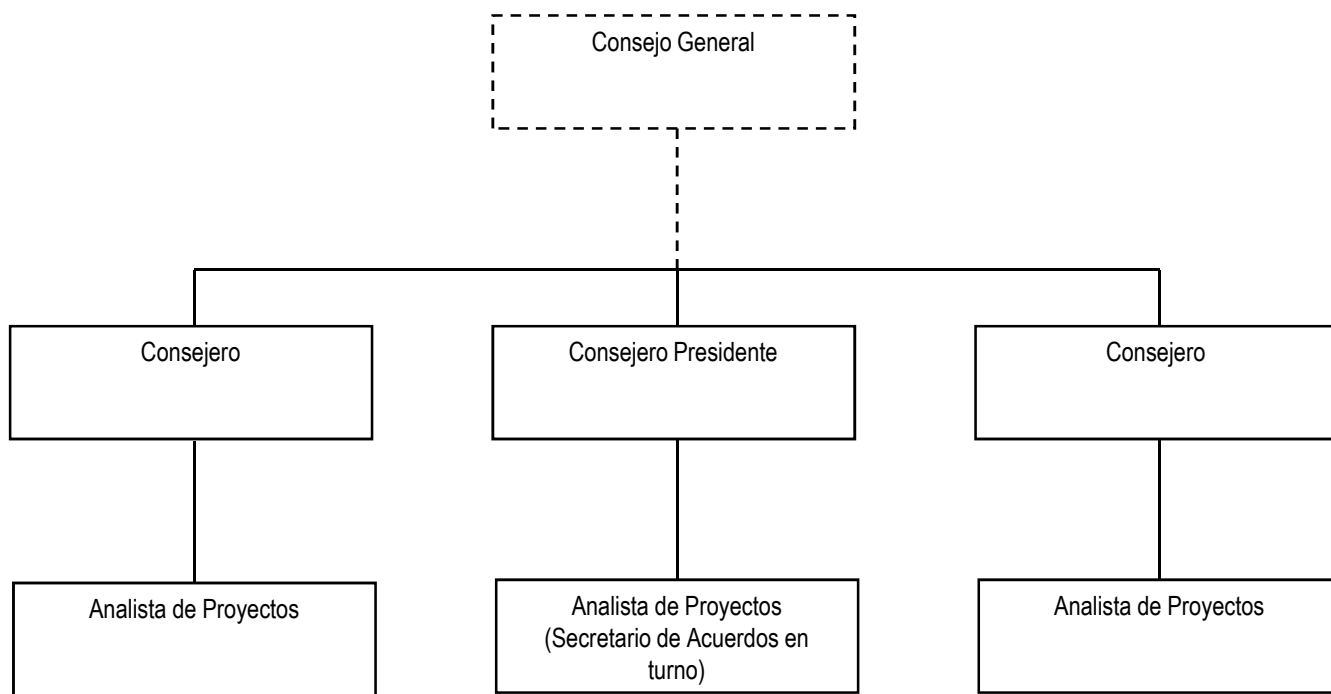 Consejo General
Consejero
Consejero Presidente
Consejero
Analista de Proyectos
Analista de Proyectos
(Secretario de Acuerdos en
turno)
Analista de Proyectos